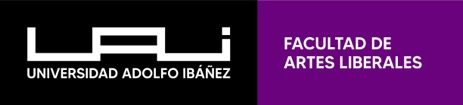 UAI
UNIVERSIDAD ADOLFO IBÁÑEZ
FACULTAD DE
ARTES LIBERALES